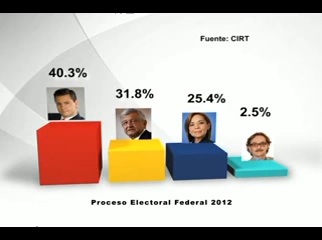 Fuente: CIRT
40.3%
31.8%
25.4%
2.5%
Proceso Electoral Federal 2012